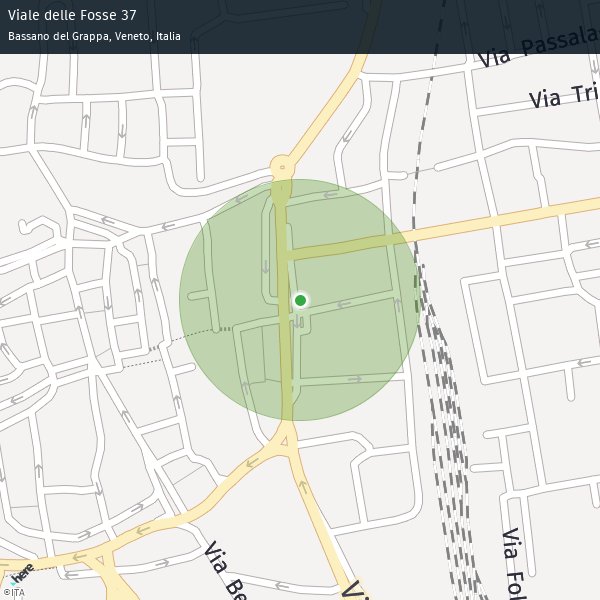 Viale delle Fosse 37
Bassano del Grappa, Veneto, Italia
Via Passala
Via Tri
Via Be
Vi
Via Fol
here
©ITA